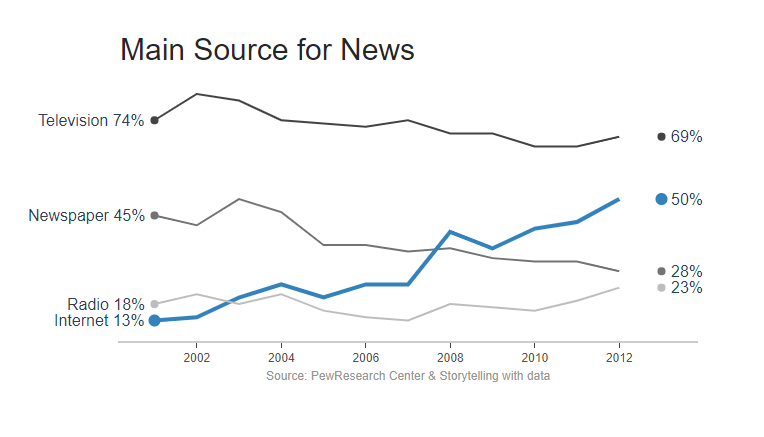 Main Source for News
Television 74%
69%
50%
Newspaper 45%
28%
23%
Radio 18%
Internet 13%
2002 2004 2006 2008 2010 2012
Source: PewResearch Center & Storytelling with data